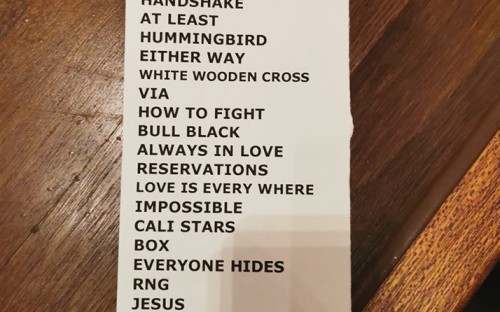 HANDSHAKE
AT LEAST
HUMMINGBIRD
EITHER WAY
WHITE WOODEN CROSS
VIA
HOW TO FIGHT
BULL BLACK
ALWAYS IN LOVE
RESERVATIONS
LOVE IS EVERY WHERE
IMPOSSIBLE
CALI STARS
BOX
EVERYONE HIDES
RNG
JESUS